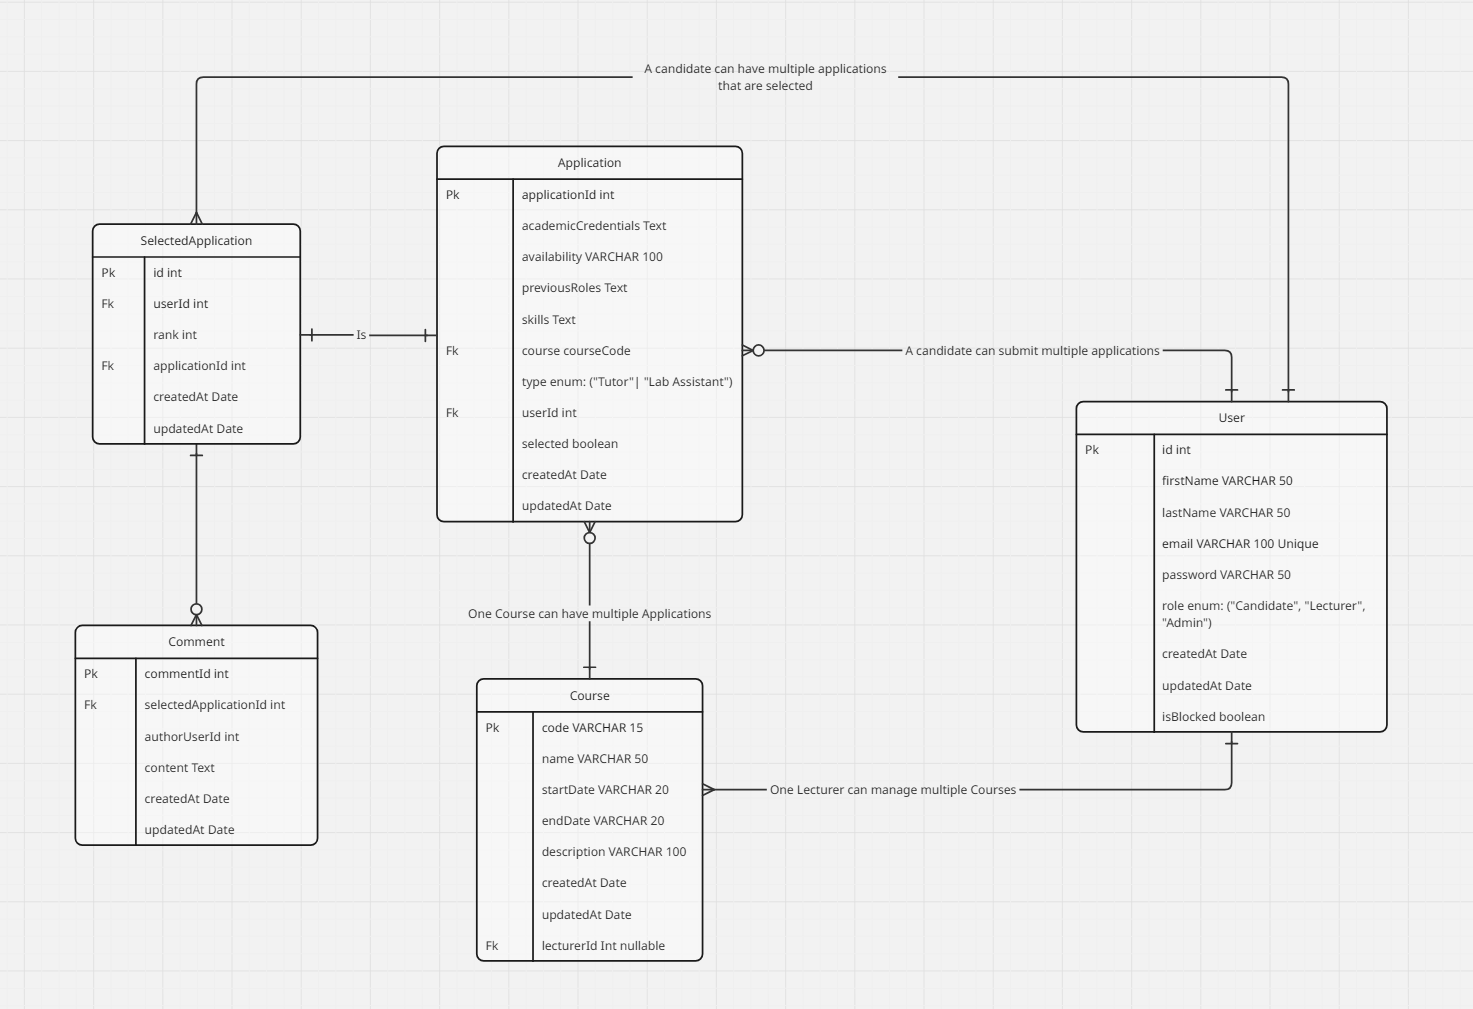 A candidate can have multiple applications
that are selected
Application
Pk applicationId int
academicCredentials Text
availability VARCHAR 100
previousRoles Text
skills Text
Fk course courseCode
type enum: ("Tutor"| "Lab Assistant")
Fk userId int
selected boolean
createdAt Date
updatedAt Date
SelectedApplication
Pk id int
Fk userId int
rank int
Fk applicationId int
createdAt Date
updatedAt Date
Is
A candidate can submit multiple applications
User
Pk id int
firstName VARCHAR 50
lastName VARCHAR 50
email VARCHAR 100 Unique
password VARCHAR 50
role enum: ("Candidate", "Lecturer",
"Admin")
createdAt Date
updatedAt Date
isBlocked boolean
One Course can have multiple Applications
Comment
Pk commentId int
Fk selectedApplicationId int
authorUserId int
content Text
createdAt Date
updatedAt Date
Course
Pk code VARCHAR 15
name VARCHAR 50
startDate VARCHAR 20
endDate VARCHAR 20
description VARCHAR 100
createdAt Date
updatedAt Date
Fk lecturerId Int nullable
One Lecturer can manage multiple Courses